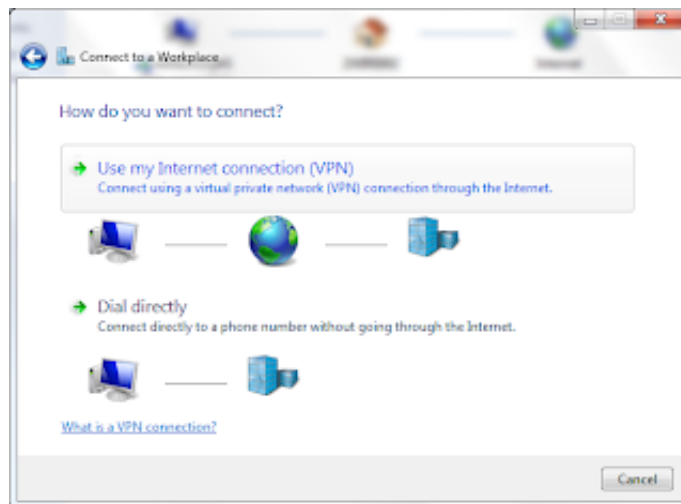 Connect to a Workplace
How do you want to connect?
Use my Internet connection (VPN)
Connect using a virtual private network (VPN) connection through the Internet.
Dial directly
Connect directly to a phone number without going through the Internet.
What is a VPN connection?
Cancel